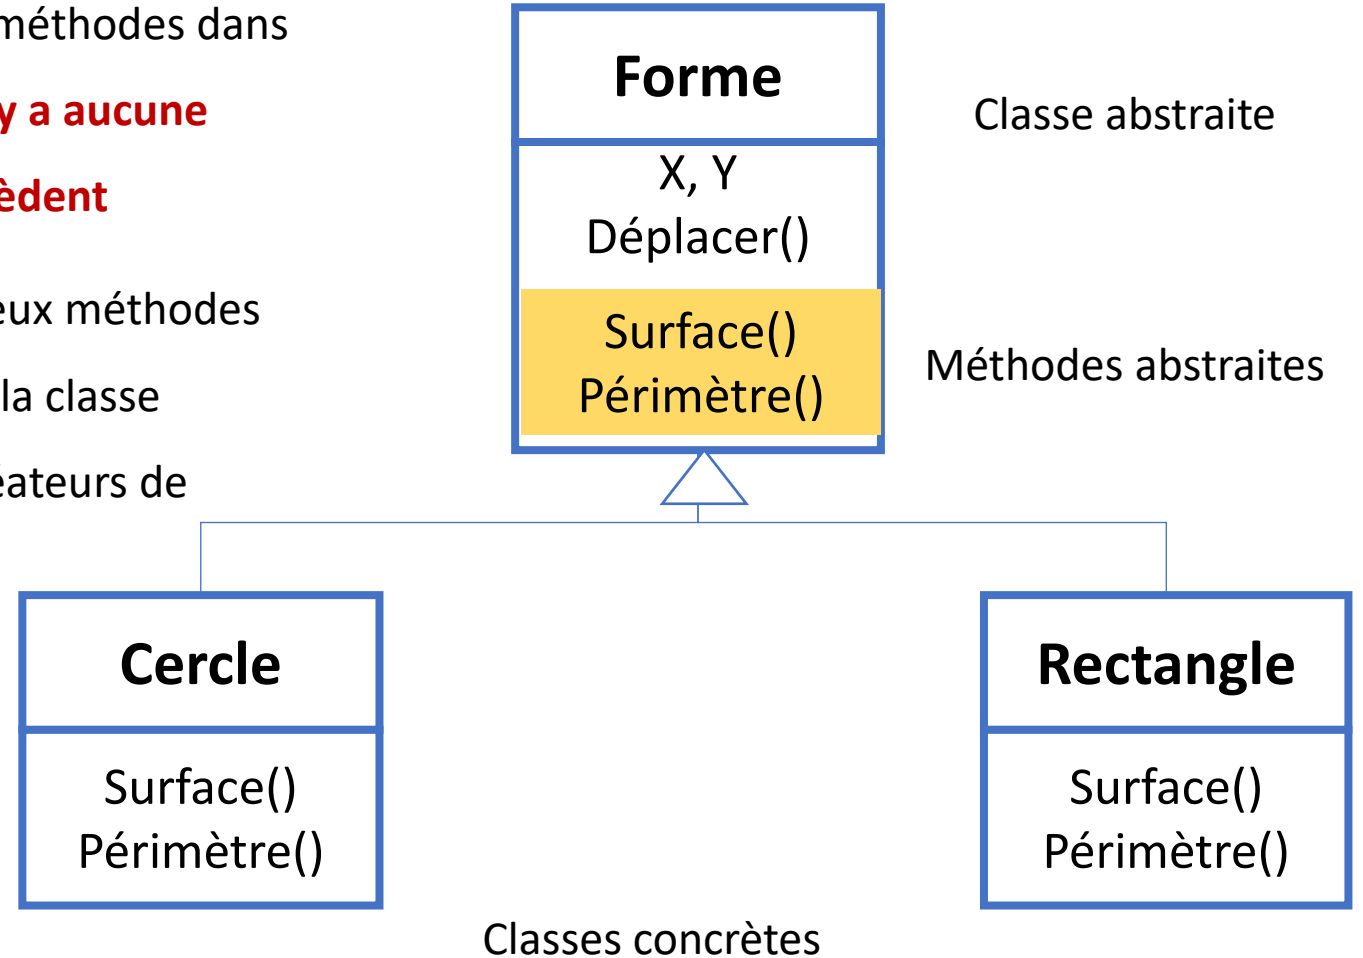 méthodes dans
y a aucune
èdent
eux méthodes
la classe
éateurs de
Forme
X, Y
Déplacer()
Surface()
Périmètre()
Classe abstraite
Méthodes abstraites
Cercle
Surface()
Périmètre()
Rectangle
Surface()
Périmètre()
Classes concrètes